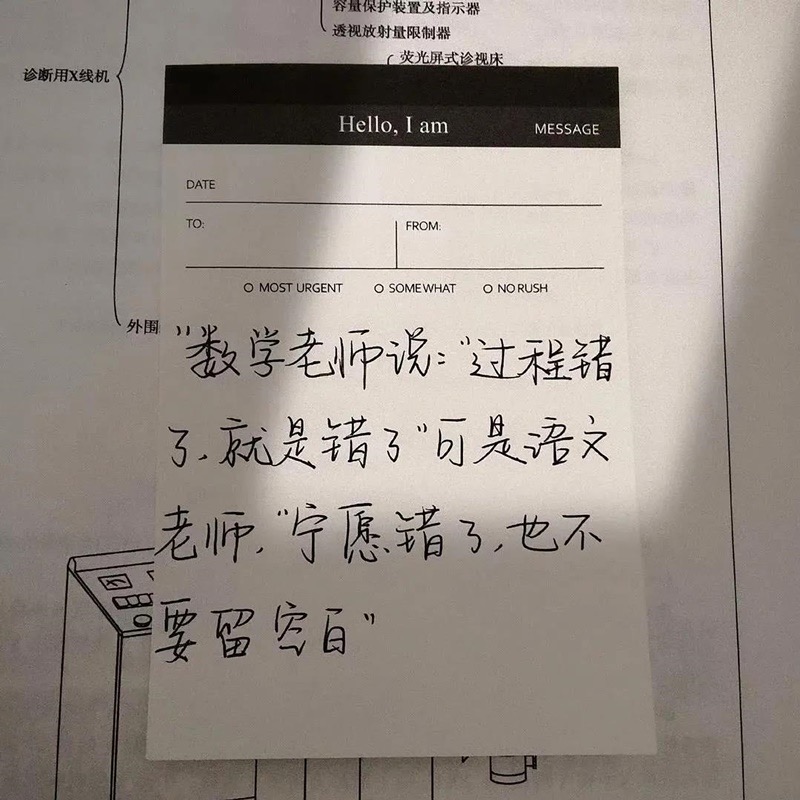 容量保护装置及指示器
透视放射量限制器
荧光屏式诊视床
诊断用X线机
Hello, I am
MESSAGE
DATE
TO:
FROM:
MOST URGENT
SOMEWHAT
NO RUSH
外围
"数学老师说："过程错
了.就是错了"可是语文
老师."宁愿错了,也不
要留空白"